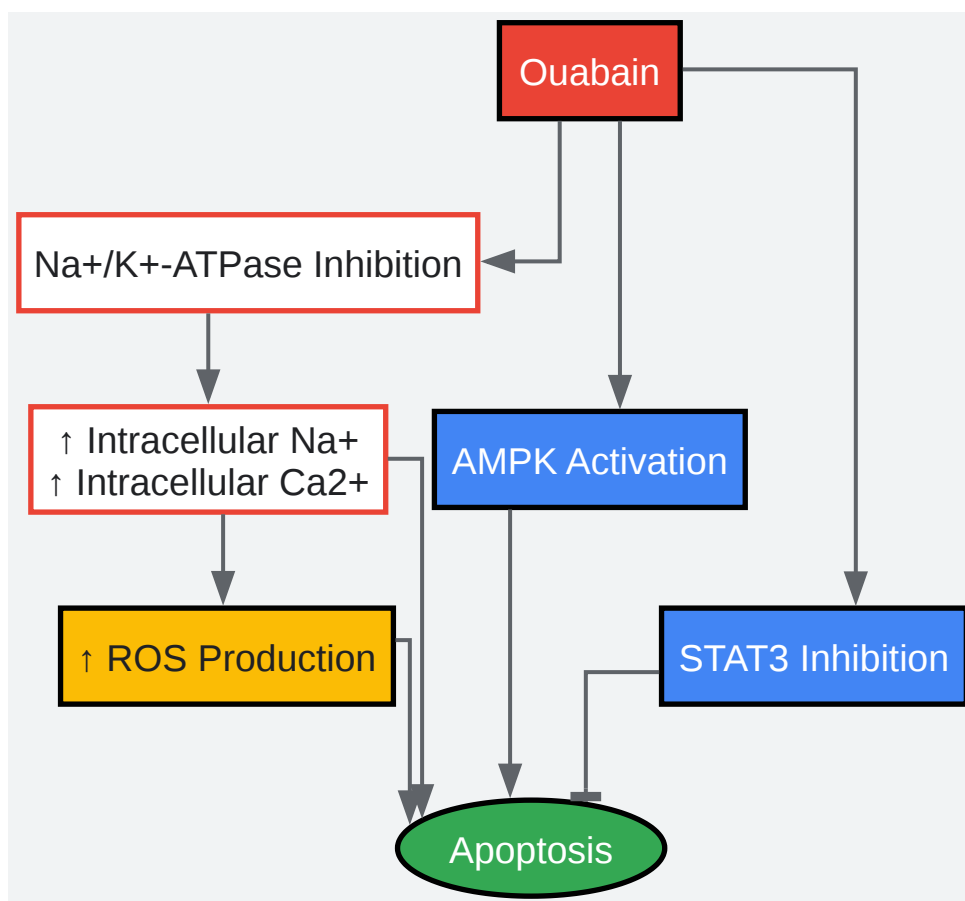 Ouabain
Na+/K+-ATPase Inhibition
↑ Intracellular Na+
↑ Intracellular Ca2+
AMPK Activation
↑ ROS Production
STAT3 Inhibition
Apoptosis